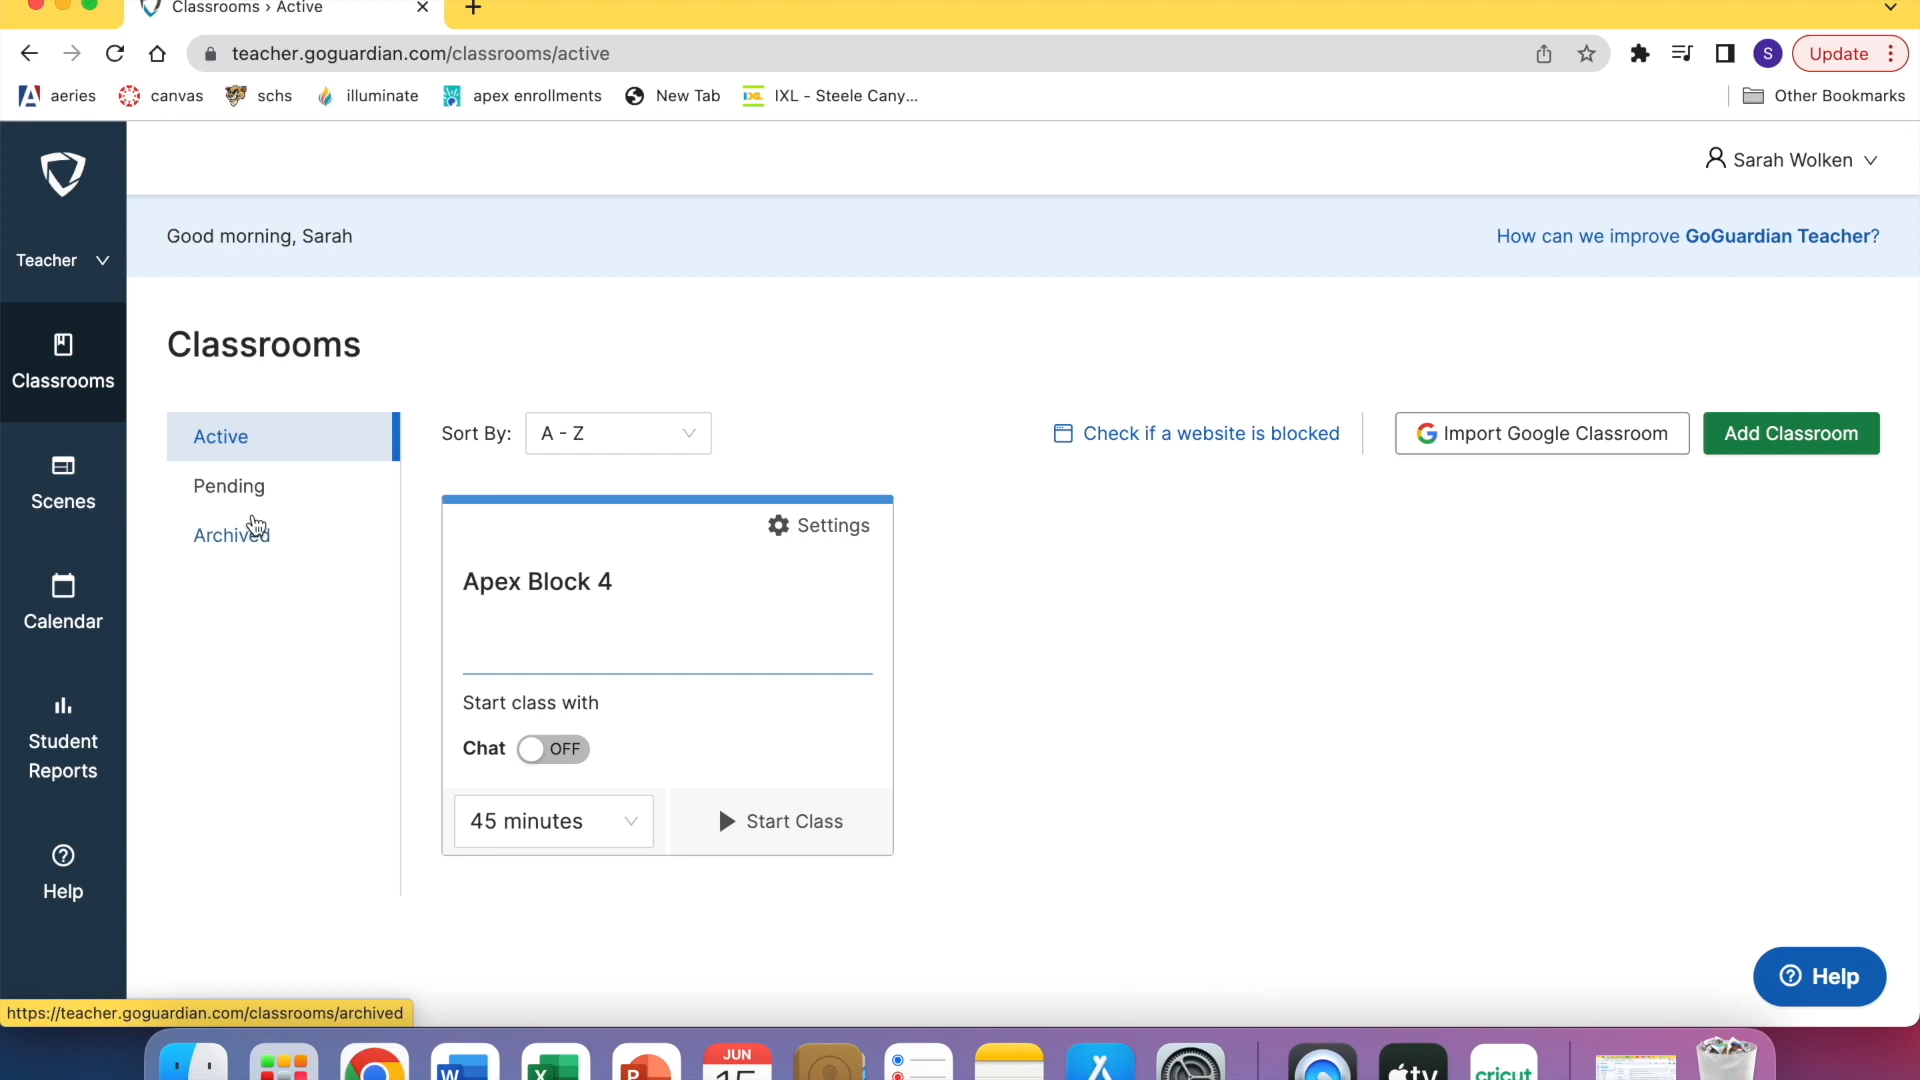 Classrooms › Active
teacher.goguardian.com/classrooms/active
Update
aeries
canvas
schs
illuminate
apex enrollments
New Tab
IXL - Steele Cany...
Other Bookmarks
Sarah Wolken
Good morning, Sarah
How can we improve GoGuardian Teacher?
Teacher
Classrooms
Scenes
Calendar
Student
Reports
Help
Classrooms
Active
Pending
Archived
Sort By:
A - Z
Check if a website is blocked
Import Google Classroom
Add Classroom
Settings
Apex Block 4
Start class with
Chat
OFF
45 minutes
Start Class
Help
https://teacher.goguardian.com/classrooms/archived
S
IXL
W
X
P
JUN
15
tv
cricut